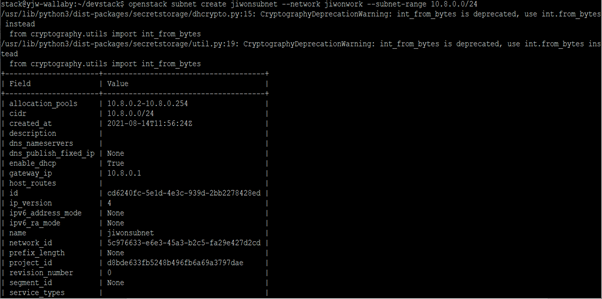 stack@yjw-wallaby:~/devstack$ openstack subnet create jiwonsubnet --network jiwonwork --subnet-range 10.8.0.0/24
/usr/lib/python3/dist-packages/secretstorage/dhcrypto.py:15: CryptographyDeprecationWarning: int_from_bytes is deprecated, use int.from_bytes
instead
from cryptography.utils import int_from_bytes
/usr/lib/python3/dist-packages/secretstorage/util.py:19: CryptographyDeprecationWarning: int_from_bytes is deprecated, use int.from_bytes ins
tead
from cryptography.utils import int_from_bytes
+----------------------+--------------------------------------+
| Field | Value |
+----------------------+--------------------------------------+
| allocation_pools | 10.8.0.2-10.8.0.254 |
| cidr | 10.8.0.0/24 |
| created_at | 2021-08-14T11:56:24Z |
| description | |
| dns_nameservers | |
| dns_publish_fixed_ip | None |
| enable_dhcp | True |
| gateway_ip | 10.8.0.1 |
| host_routes | |
| id | cd6240fc-5e1d-4e3c-939d-2bb2278428ed |
| ip_version | 4 |
| ipv6_address_mode | None |
| ipv6_ra_mode | None |
| name | jiwonsubnet |
| network_id | 5c976633-e6e3-45a3-b2c5-fa29e427d2cd |
| prefix_length | None |
| project_id | d8bde633fb5248b496fb6a69a3797dae |
| revision_number | 0 |
| segment_id | None |
| service_types | |